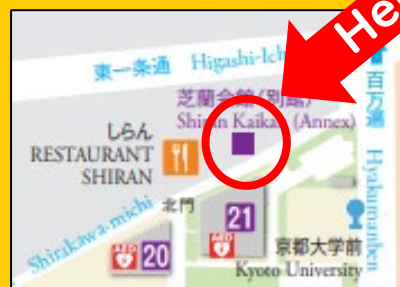 He
東一条通 Higashi-Ich
芝蘭会館(別館)
Shiran Kaikan (Annex)
しらん
RESTAURANT
SHIRAN
百万遍
Hyakumanben
Shirakawa-michi
北門
AED 20
21
AED
京都大学前
Kyoto University